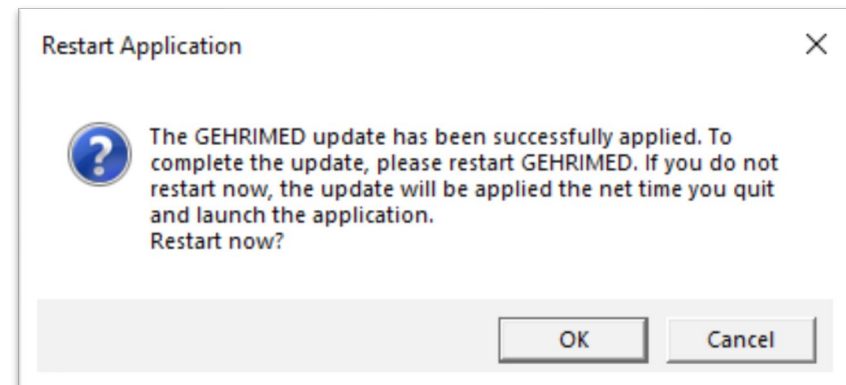 Restart Application
The GEHRIMED update has been successfully applied. To
complete the update, please restart GEHRIMED. If you do not
restart now, the update will be applied the net time you quit
and launch the application.
Restart now?
OK
Cancel